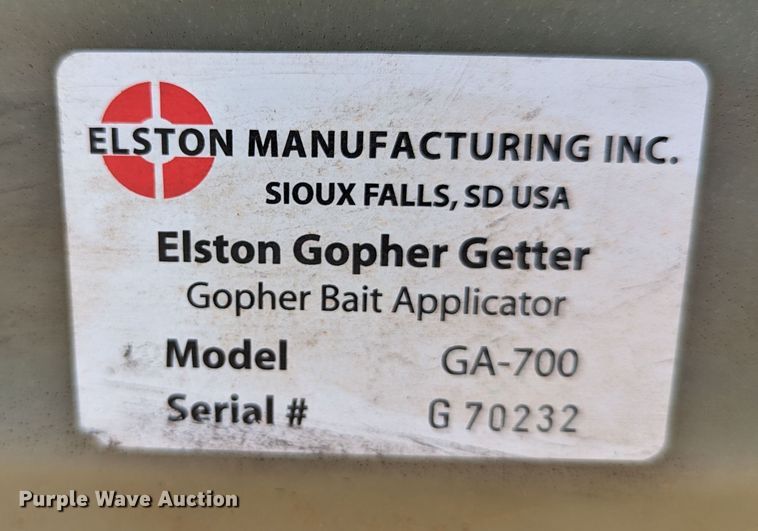 ELSTON MANUFACTURING INC.
SIOUX FALLS, SD USA
Elston Gopher Getter
Gopher Bait Applicator
Model GA-700
Serial # G 70232
Purple Wave Auction